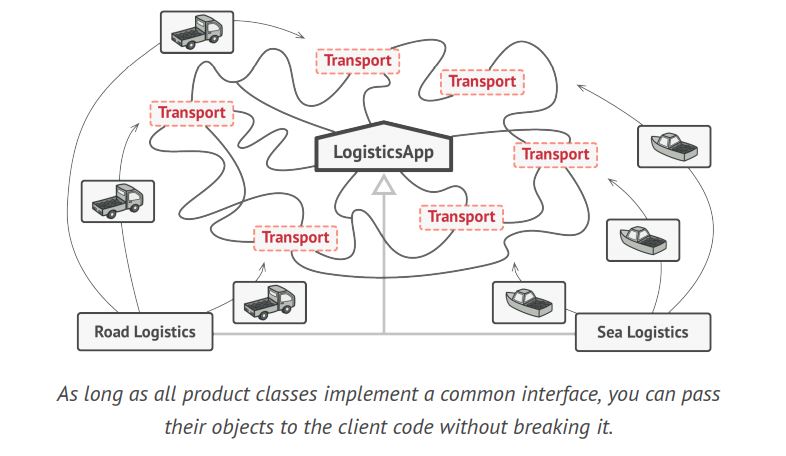 Transport
Transport
Transport
LogisticsApp
Transport
Transport
Transport
Road Logistics
Sea Logistics
As long as all product classes implement a common interface, you can pass
their objects to the client code without breaking it.